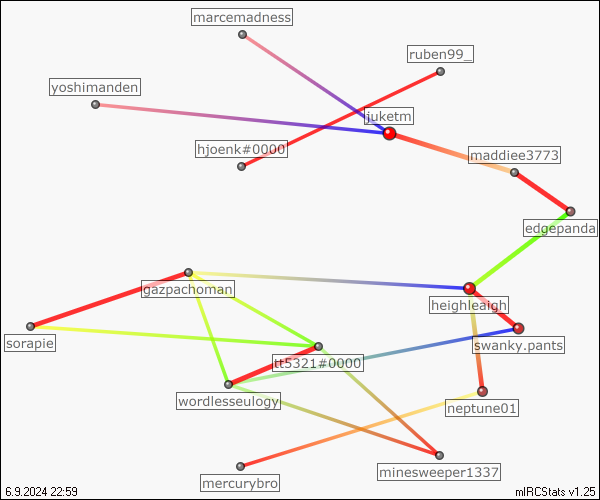 marcemadness
ruben99_
yoshimanden
juketm
hjoenk#0000
maddiee3773
edgepanda
gazpachoman
heighleaigh
sorapie
swanky.pants
tt5321#0000
wordlesseulogy
neptune01
minesweeper1337
mercurybro
6.9.2024 22:59
mIRCStats v1.25